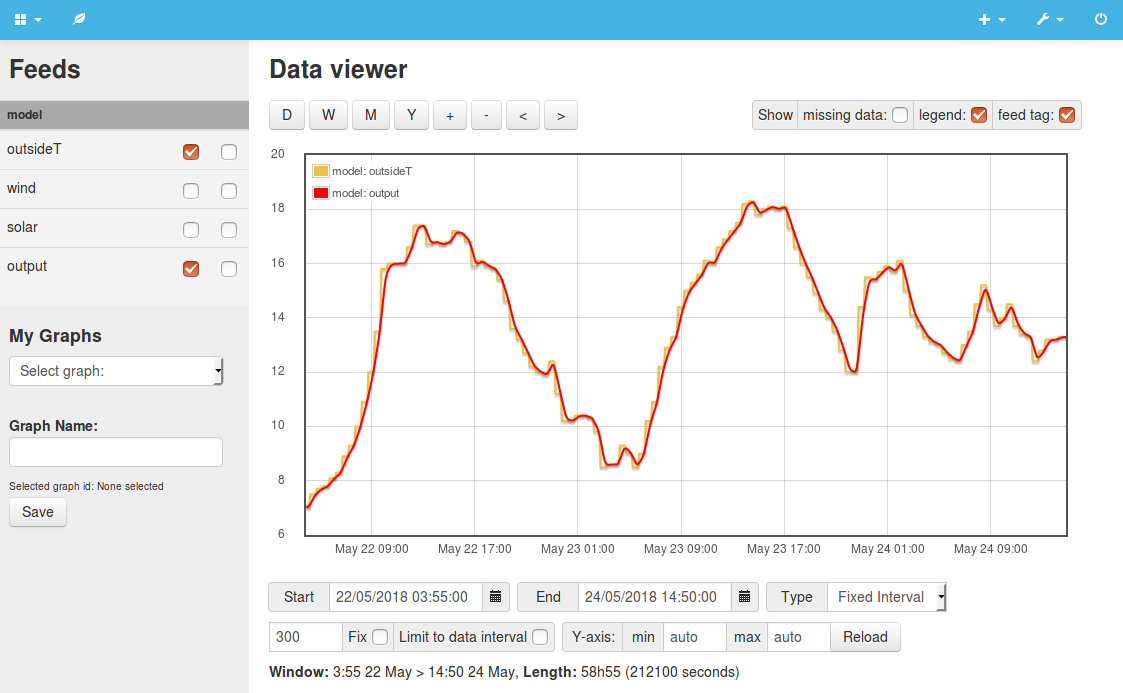 Feeds
model
outsideT
wind
solar
output
My Graphs
Select graph:
Graph Name:
Selected graph id: None selected
Save
Data viewer
D W M Y + - < >
Show missing data: legend: feed tag:
20
18
16
14
12
10
8
6
model: outsideT
model: output
May 22 09:00 May 22 17:00 May 23 01:00 May 23 09:00 May 23 17:00 May 24 01:00 May 24 09:00
Start 22/05/2018 03:55:00 End 24/05/2018 14:50:00 Type Fixed Interval
300 Fix Limit to data interval Y-axis: min auto max auto Reload
Window: 3:55 22 May > 14:50 24 May, Length: 58h55 (212100 seconds)